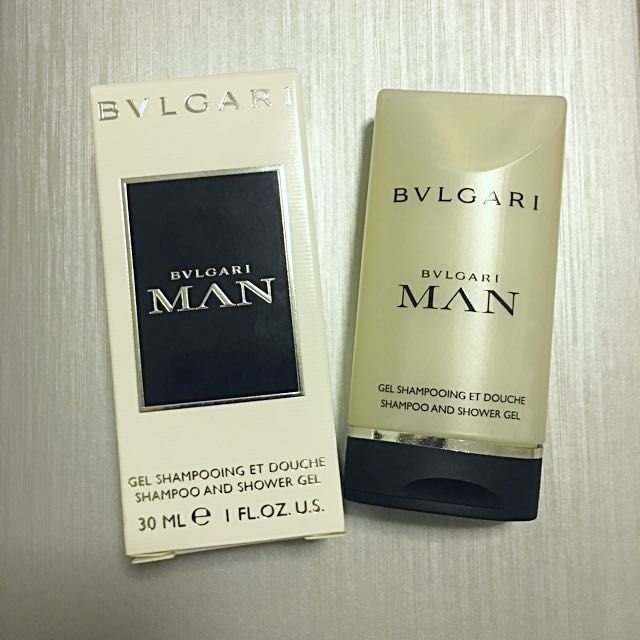 BVLGARI
BVLGARI
MAN
GEL SHAMPOOING ET DOUCHE
SHAMPOO AND SHOWER GEL
30 ML ℮ 1 FL.OZ. U.S.
BVLGARI
BVLGARI
MAN
GEL SHAMPOOING ET DOUCHE
SHAMPOO AND SHOWER GEL